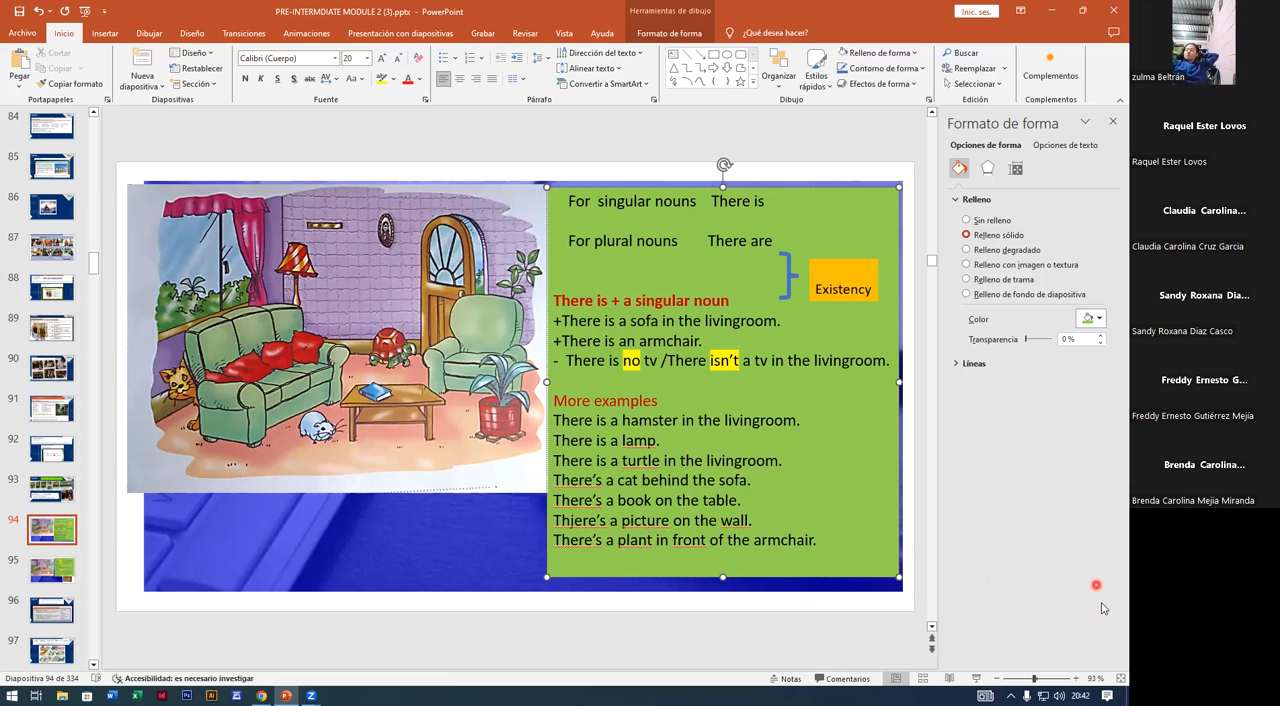 PRE-INTERMDIATE MODULE 2 (3).pptx - PowerPoint
Herramientas de dibujo
Inic. ses.
Archivo Inicio Insertar Dibujar Diseño Transiciones Animaciones Presentación con diapositivas Grabar Revisar Vista Ayuda Formato de forma ¿Qué desea hacer?
Pegar
Cortar
Copiar
Copiar formato
Portapapeles
Nueva diapositiva
Diseño
Restablecer
Sección
Diapositivas
Calibri (Cuerpo) 20
N K S S abc AV Aa A
Fuente
Dirección del texto
Alinear texto
Convertir a SmartArt
Párrafo
Organizar
Estilos rápidos
Relleno de forma
Contorno de forma
Efectos de forma
Dibujo
Buscar
Reemplazar
Seleccionar
Edición
Complementos
Complementos
84
85
86
87
88
89
90
91
92
93
94
95
96
97
For singular nouns There is
For plural nouns There are
Existency
There is + a singular noun
+There is a sofa in the livingroom.
+There is an armchair.
- There is no tv /There isn't a tv in the livingroom.
More examples
There is a hamster in the livingroom.
There is a lamp.
There is a turtle in the livingroom.
There's a cat behind the sofa.
There's a book on the table.
Thjere's a picture on the wall.
There's a plant in front of the armchair.
Formato de forma
Opciones de forma Opciones de texto
Relleno
Sin relleno
Relleno sólido
Relleno degradado
Relleno con imagen o textura
Relleno de trama
Relleno de fondo de diapositiva
Color
Transparencia 0 %
Líneas
zulma Beltrán
Raquel Ester Lovos
Raquel Ester Lovos
Claudia Carolina...
Claudia Carolina Cruz Garcia
Sandy Roxana Dia...
Sandy Roxana Diaz Casco
Freddy Ernesto G...
Freddy Ernesto Gutiérrez Mejía
Brenda Carolina...
Brenda Carolina Mejia Miranda
Diapositiva 94 de 334
Accesibilidad: es necesario investigar
Notas
Comentarios
93 %
20:42